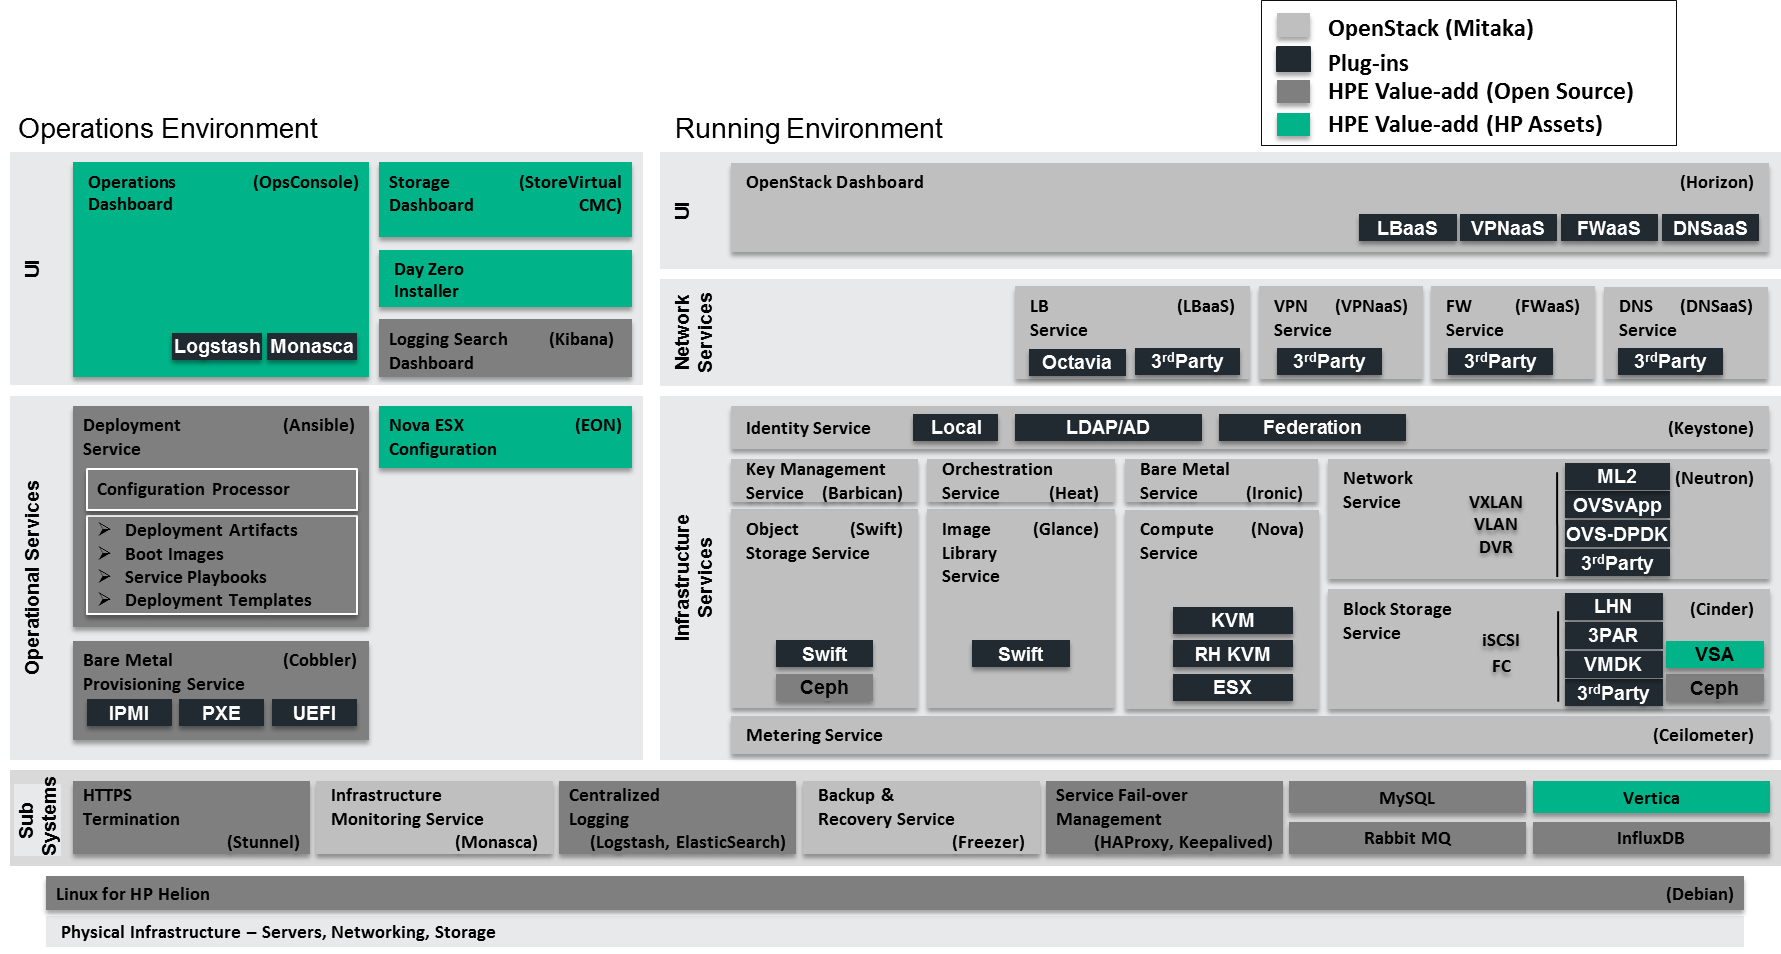 OpenStack (Mitaka)
Plug-ins
HPE Value-add (Open Source)
HPE Value-add (HP Assets)
Operations Environment
UI
Operations (OpsConsole)
Dashboard
Logstash Monasca
Storage (StoreVirtual
Dashboard CMC)
Day Zero
Installer
Logging Search (Kibana)
Dashboard
Operational Services
Deployment (Ansible)
Service
Configuration Processor
➢ Deployment Artifacts
➢ Boot Images
➢ Service Playbooks
➢ Deployment Templates
Nova ESX (EON)
Configuration
Bare Metal (Cobbler)
Provisioning Service
IPMI PXE UEFI
Running Environment
UI
OpenStack Dashboard (Horizon)
LBaaS VPNaaS FWaaS DNSaaS
Network
Services
LB (LBaaS)
Service
Octavia 3rdParty
VPN (VPNaaS)
Service
3rdParty
FW (FWaaS)
Service
3rdParty
DNS (DNSaaS)
Service
3rdParty
Infrastructure
Services
Identity Service Local LDAP/AD Federation (Keystone)
Key Management
Service (Barbican)
Orchestration
Service (Heat)
Bare Metal
Service (Ironic)
Object (Swift)
Storage Service
Swift
Ceph
Image (Glance)
Library
Service
Swift
Compute (Nova)
Service
KVM
RH KVM
ESX
Network (Neutron)
Service
VXLAN
VLAN
DVR
ML2
OVSvApp
OVS-DPDK
3rdParty
Block Storage (Cinder)
Service
iSCSI
FC
LHN
3PAR
VMDK
3rdParty
VSA
Ceph
Metering Service (Ceilometer)
Sub
Systems
HTTPS
Termination
(Stunnel)
Infrastructure
Monitoring Service
(Monasca)
Centralized
Logging
(Logstash, ElasticSearch)
Backup &
Recovery Service
(Freezer)
Service Fail-over
Management
(HAProxy, Keepalived)
MySQL
Rabbit MQ
Vertica
InfluxDB
Linux for HP Helion (Debian)
Physical Infrastructure – Servers, Networking, Storage